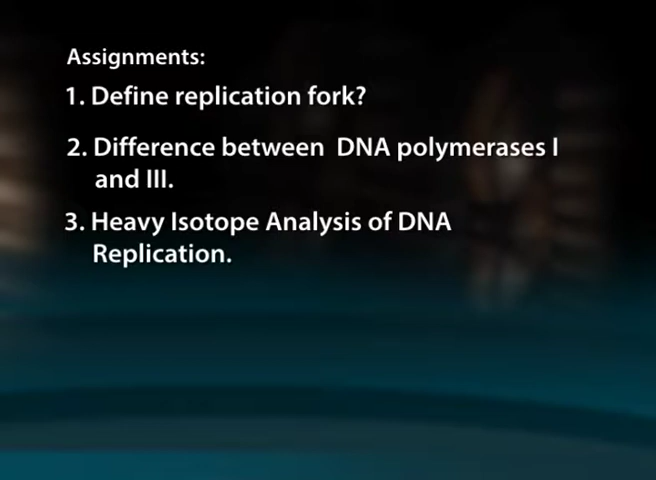 Assignments:
1. Define replication fork?
2. Difference between DNA polymerases I
and III.
3. Heavy Isotope Analysis of DNA
Replication.